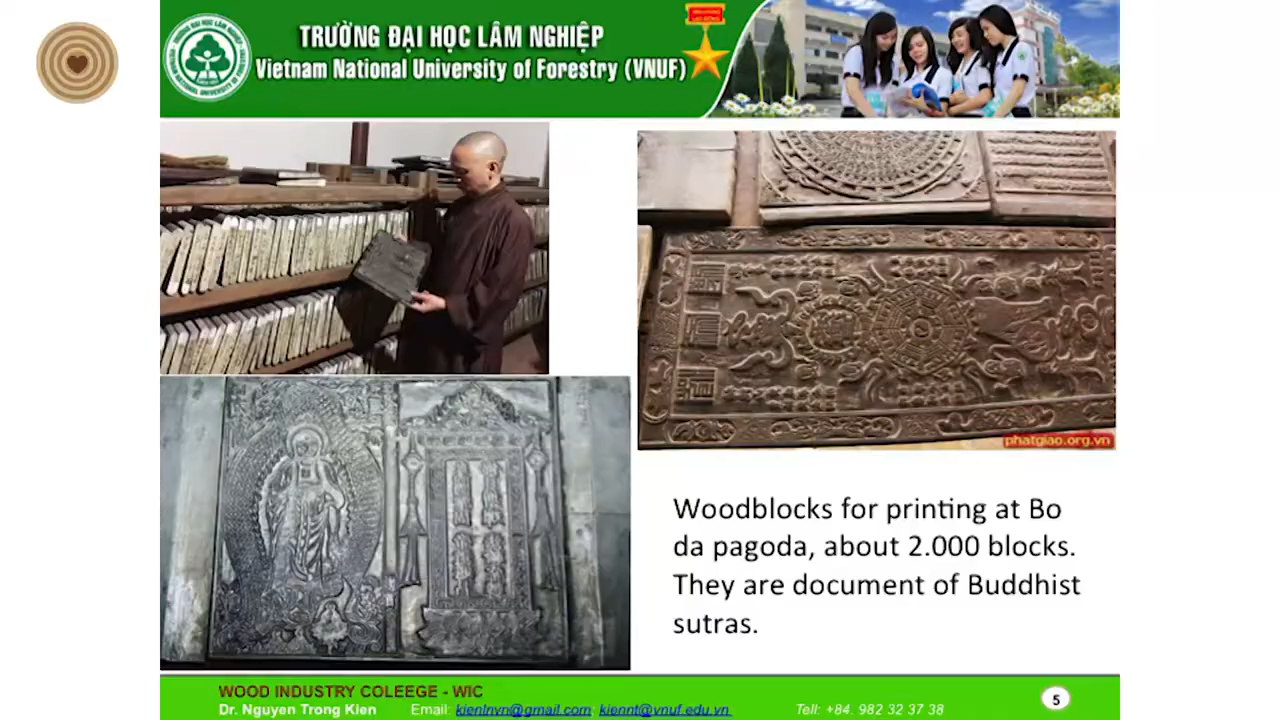 TRƯỜNG ĐẠI HỌC LÂM NGHIỆP
Vietnam National University of Forestry (VNUF)
phatgiao.org.vn
Woodblocks for printing at Bo
da pagoda, about 2.000 blocks.
They are document of Buddhist
sutras.
WOOD INDUSTRY COLEEGE - WIC
Dr. Nguyen Trong Kien Email: kienlnvn@gmail.com, kiennt@vnuf.edu.vn Tell: +84. 982 32 37 38
5